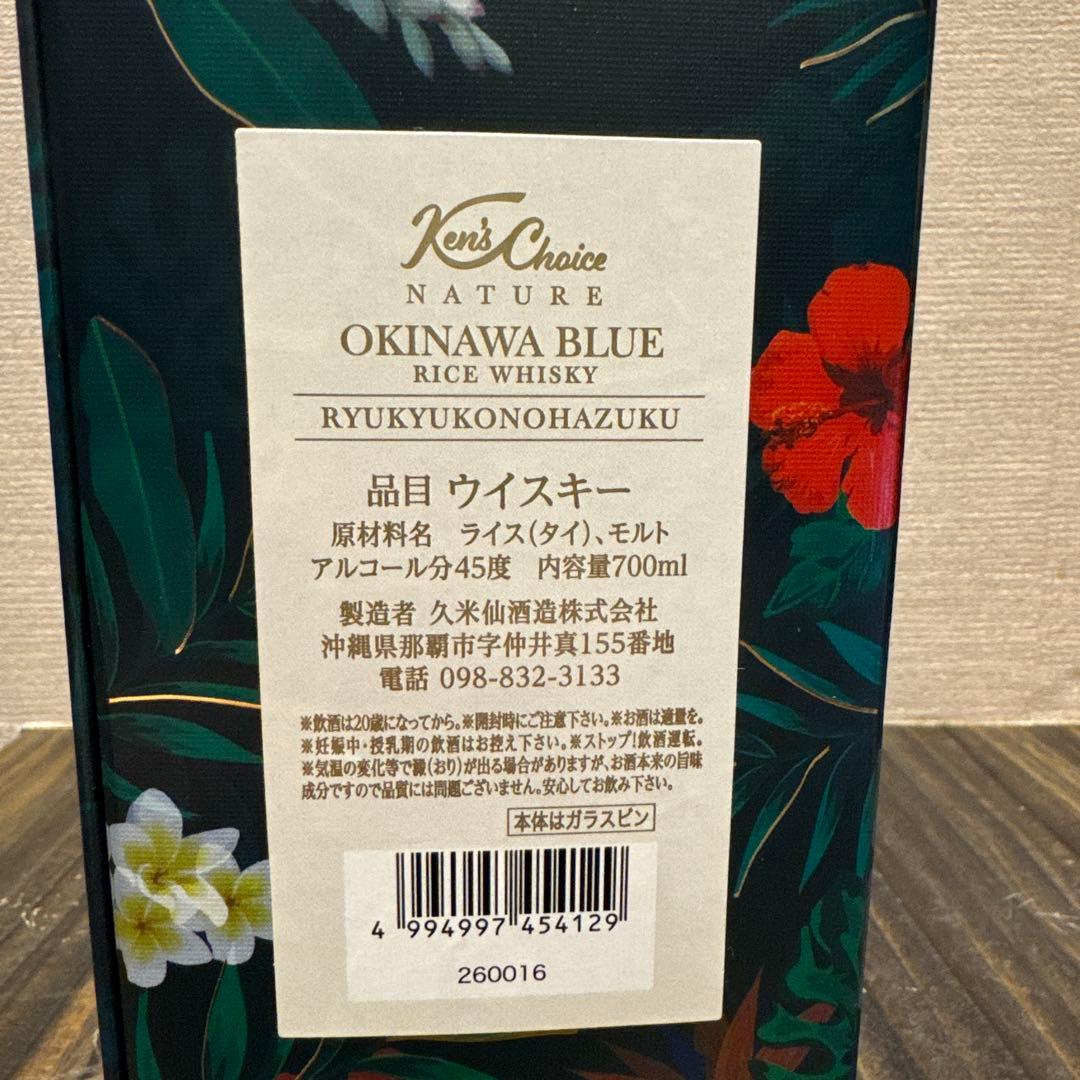 Ken's Choice
NATURE
OKINAWA BLUE
RICE WHISKY
RYUKYUKONOHAZUKU
品目 ウイスキー
原材料名 ライス(タイ)、モルト
アルコール分45度 内容量700ml
製造者 久米仙酒造株式会社
沖縄県那覇市字仲井真155番地
電話 098-832-3133
※飲酒は20歳になってから。※開封時にご注意下さい。※お酒は適量を。
※妊娠中・授乳期の飲酒はお控え下さい。※ストップ!飲酒運転。
※気温の変化等で澱(おり)が出る場合がありますが、お酒本来の旨味
成分ですので品質には問題ございません。安心してお飲み下さい。
本体はガラスビン
4 994997 454129
260016